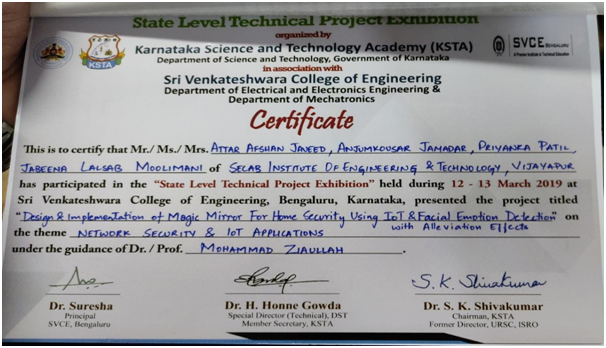 State Level Technical Project Exhibition
organized by
Karnataka Science and Technology Academy (KSTA)
Department of Science and Technology, Government of Karnataka
in association with
Sri Venkateshwara College of Engineering
Department of Electrical and Electronics Engineering &
Department of Mechatronics
KSTA
SVCE BENGALURU
A Premier Institute in Technical Education
Certificate
This is to certify that Mr./ Ms./ Mrs. ATTAR AFSHAN JAVEED, ANJUMKOUSAR JAMADAR, PRIYANKA PATIL
JABEENA LALSAB MOOLIMANI of SECAB INSTITUTE OF ENGINEERING & TECHNOLOGY, VIJAYAPUR
has participated in the "State Level Technical Project Exhibition" held during 12 - 13 March 2019 at
Sri Venkateshwara College of Engineering, Bengaluru, Karnataka, presented the project titled
"Design & Implementation of Magic Mirror For Home Security Using IoT & Facial Emotion Detection" on
with Alleviation Effects
the theme NETWORK SECURITY & IoT APPLICATIONS
under the guidance of Dr. / Prof. MOHAMMAD ZIAULLAH.
S. K. Shivakumar
Dr. Suresha
Principal
SVCE, Bengaluru
Dr. H. Honne Gowda
Special Director (Technical), DST
Member Secretary, KSTA
Dr. S. K. Shivakumar
Chairman, KSTA
Former Director, URSC, ISRO